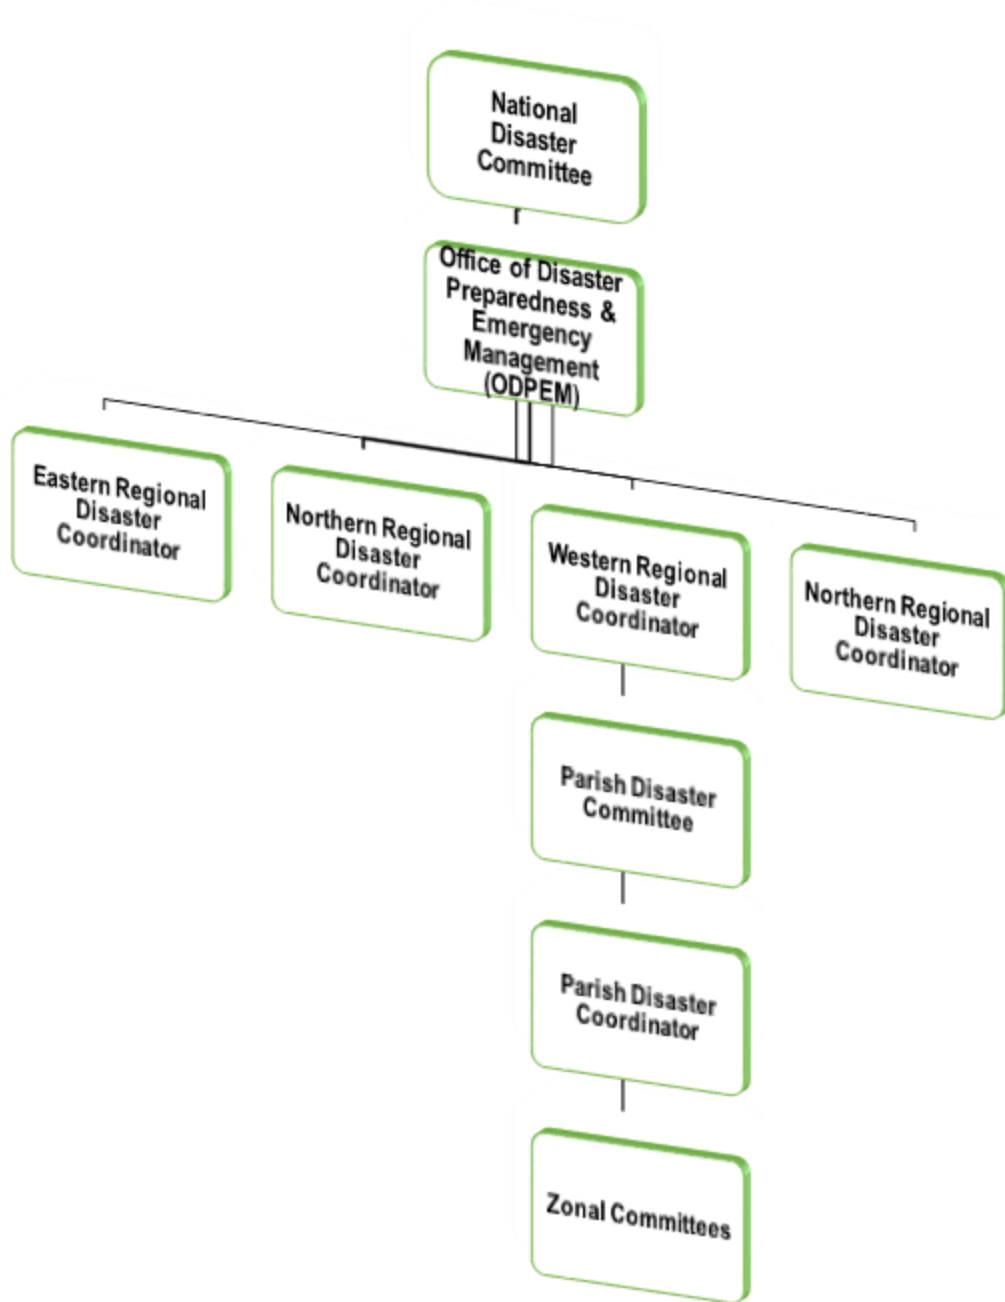 National
Disaster
Committee
Office of Disaster
Preparedness &
Emergency
Management
(ODPEM)
Eastern Regional
Disaster
Coordinator
Northern Regional
Disaster
Coordinator
Western Regional
Disaster
Coordinator
Northern Regional
Disaster
Coordinator
Parish Disaster
Committee
Parish Disaster
Coordinator
Zonal Committees